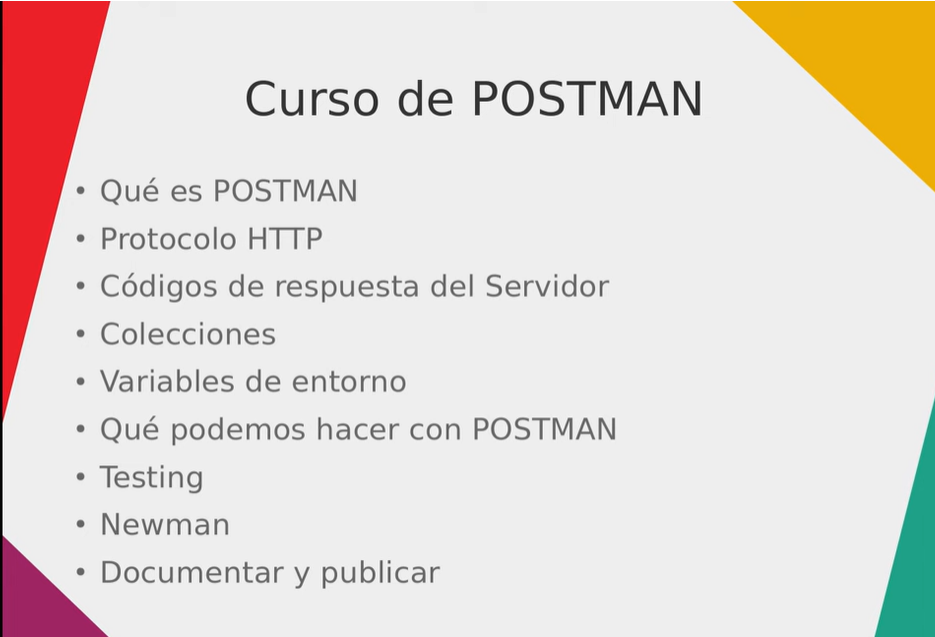 Curso de POSTMAN
• Qué es POSTMAN
• Protocolo HTTP
• Códigos de respuesta del Servidor
• Colecciones
• Variables de entorno
• Qué podemos hacer con POSTMAN
• Testing
• Newman
• Documentar y publicar